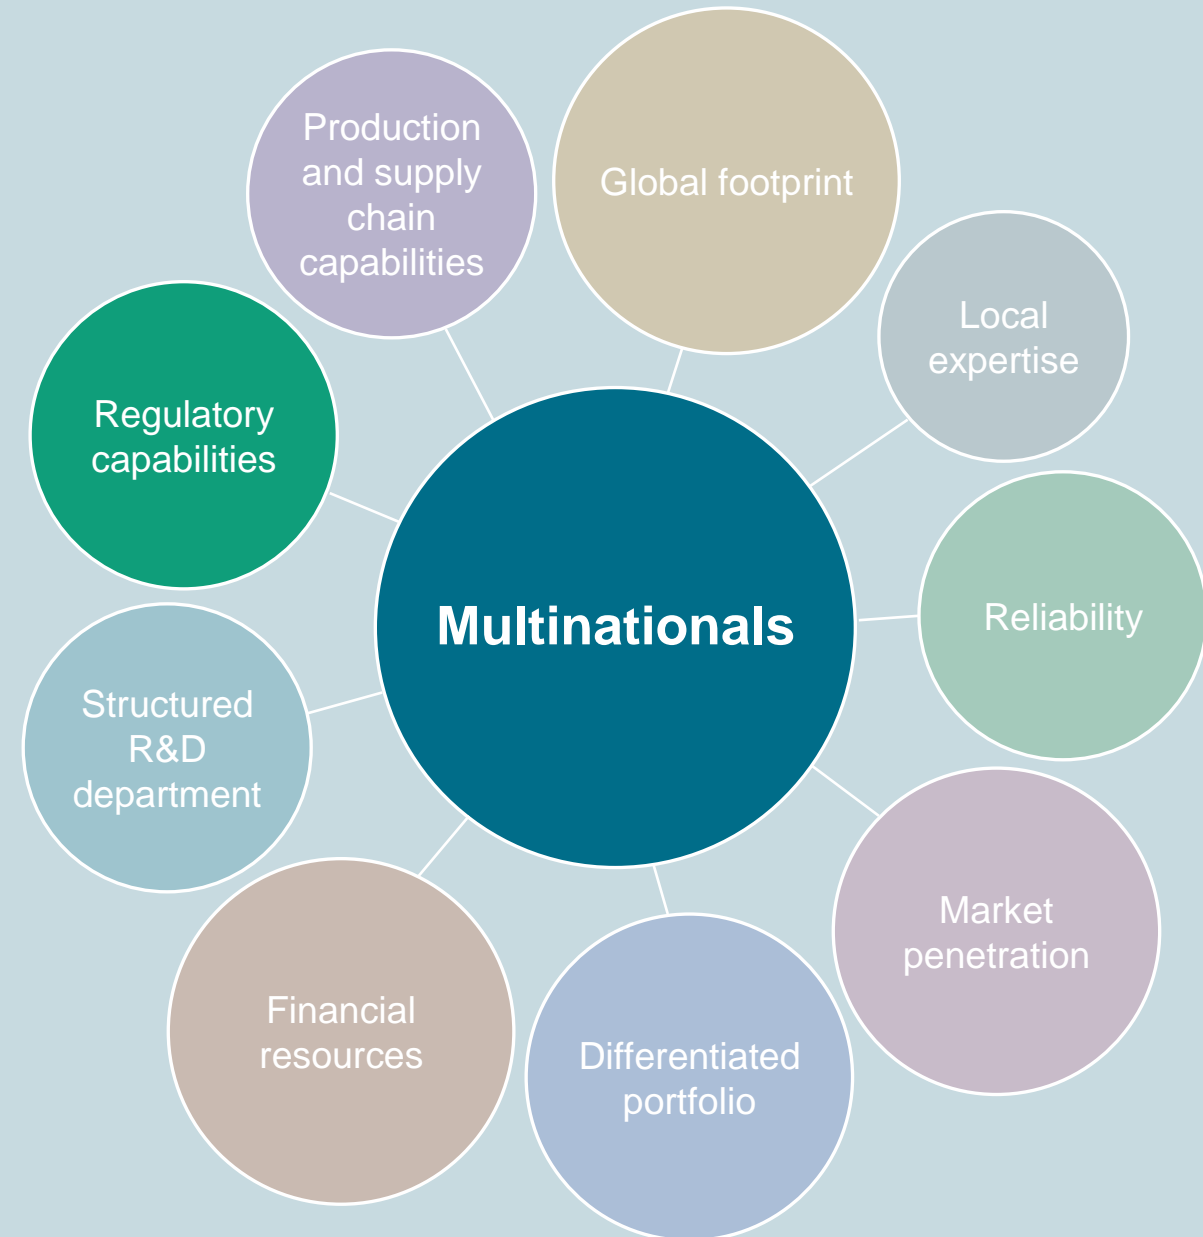 Production
and supply
chain
capabilities
Global footprint
Local
expertise
Regulatory
capabilities
Multinationals
Reliability
Structured
R&D
department
Market
penetration
Financial
resources
Differentiated
portfolio